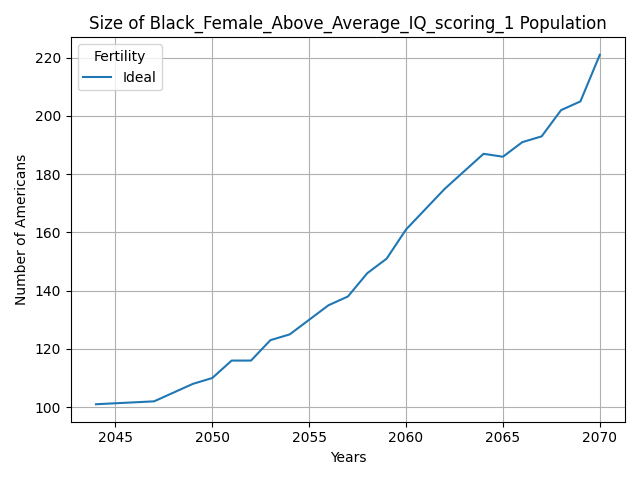 Size of Black_Female_Above_Average_IQ_scoring_1 Population
Fertility
Ideal
Number of Americans
220
200
180
160
140
120
100
2045 2050 2055 2060 2065 2070
Years